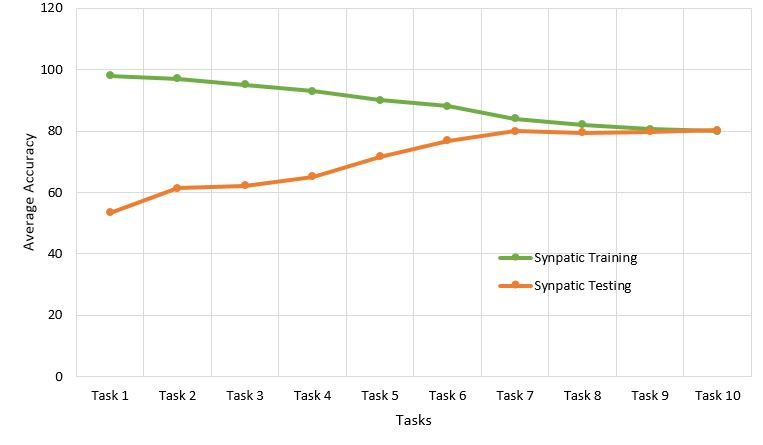 120
100
80
60
40
20
0
Average Accuracy
Synpatic Training
Synpatic Testing
Task 1 Task 2 Task 3 Task 4 Task 5 Task 6 Task 7 Task 8 Task 9 Task 10
Tasks